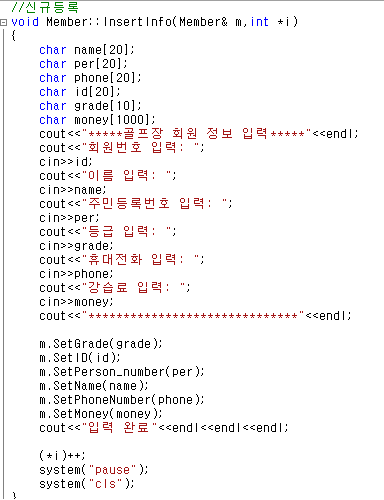 //신규등록
void Member::InsertInfo(Member& m,int *i)
{
char name[20];
char per[20];
char phone[20];
char id[20];
char grade[10];
char money[1000];
cout<<"*****골프장 회원 정보 입력*****"<<endl;
cout<<"회원번호 입력: ";
cin>>id;
cout<<"이름 입력: ";
cin>>name;
cout<<"주민등록번호 입력: ";
cin>>per;
cout<<"등급 입력: ";
cin>>grade;
cout<<"휴대전화 입력: ";
cin>>phone;
cout<<"강습료 입력: ";
cin>>money;
cout<<"******************************"<<endl;
m.SetGrade(grade);
m.SetID(id);
m.SetPerson_number(per);
m.SetName(name);
m.SetPhoneNumber(phone);
m.SetMoney(money);
cout<<"입력 완료"<<endl<<endl<<endl;
(*i)++;
system("pause");
system("cls");
}